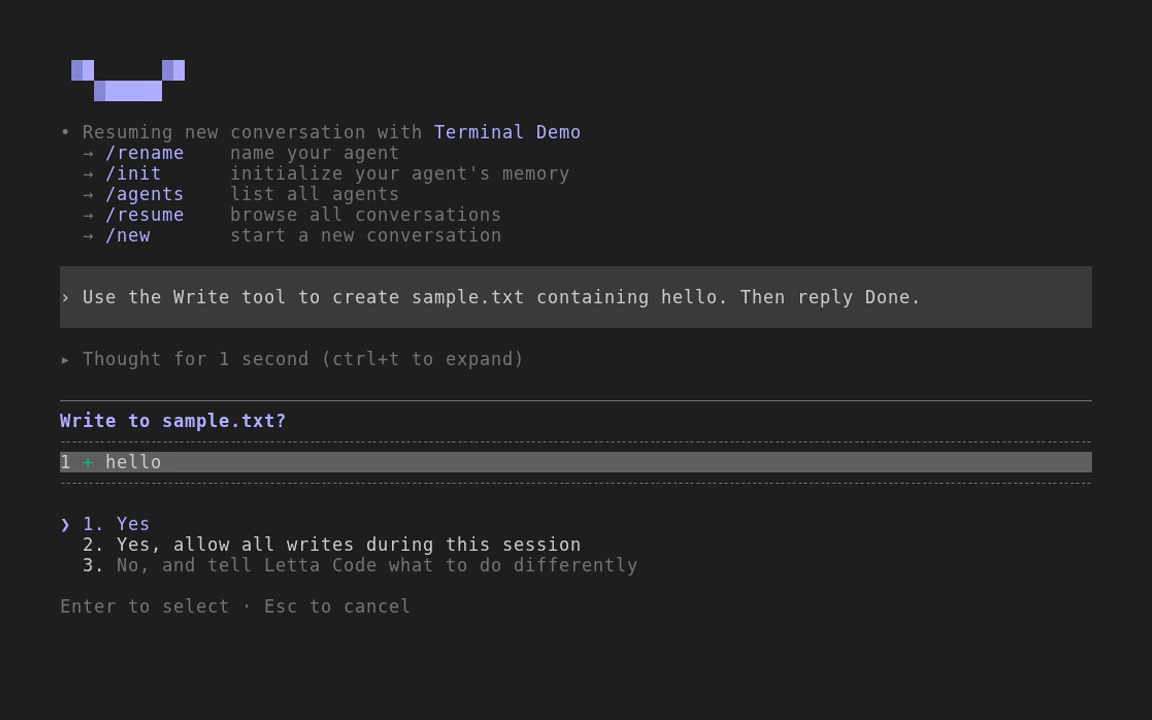 • Resuming new conversation with Terminal Demo
→ /rename    name your agent
→ /init      initialize your agent's memory
→ /agents    list all agents
→ /resume    browse all conversations
→ /new       start a new conversation
› Use the Write tool to create sample.txt containing hello. Then reply Done.
▸ Thought for 1 second (ctrl+t to expand)
Write to sample.txt?
1 + hello
❯ 1. Yes
2. Yes, allow all writes during this session
3. No, and tell Letta Code what to do differently
Enter to select · Esc to cancel